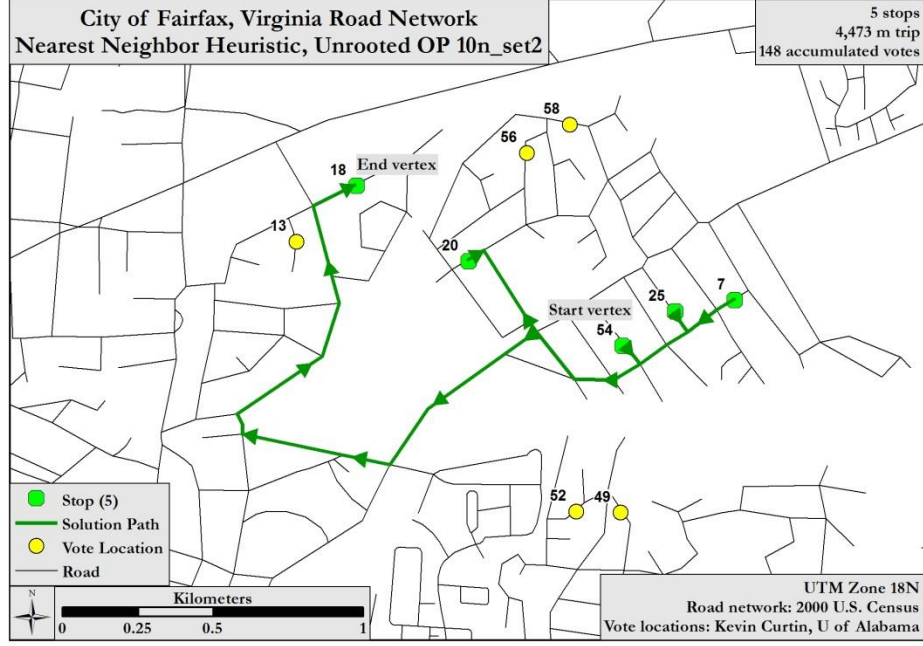 City of Fairfax, Virginia Road Network
Nearest Neighbor Heuristic, Unrooted OP 10n_set2
5 stops
4,473 m trip
148 accumulated votes
58
56
18
End vertex
13
20
Start vertex
25
7
54
52
49
Stop (5)
Solution Path
Vote Location
Road
N
Kilometers
0
0.25
0.5
1
UTM Zone 18N
Road network: 2000 U.S. Census
Vote locations: Kevin Curtin, U of Alabama